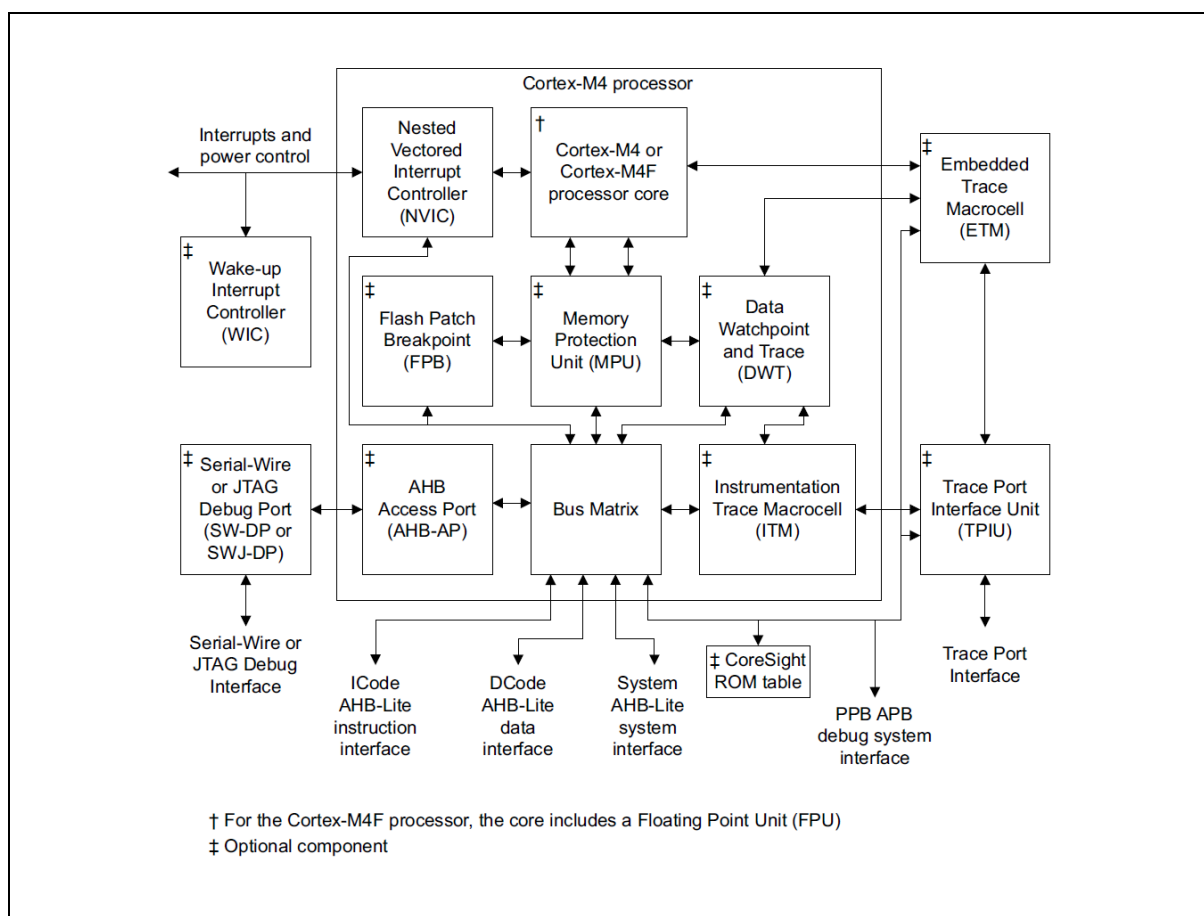 Cortex-M4 processor
Interrupts and
power control
Nested
Vectored
Interrupt
Controller
(NVIC)
†
Cortex-M4 or
Cortex-M4F
processor core
‡
Embedded
Trace
Macrocell
(ETM)
‡
Wake-up
Interrupt
Controller
(WIC)
‡
Flash Patch
Breakpoint
(FPB)
‡
Memory
Protection
Unit (MPU)
‡
Data
Watchpoint
and Trace
(DWT)
‡
Serial-Wire
or JTAG
Debug Port
(SW-DP or
SWJ-DP)
‡
AHB
Access Port
(AHB-AP)
Bus Matrix
‡
Instrumentation
Trace Macrocell
(ITM)
‡
Trace Port
Interface Unit
(TPIU)
Serial-Wire or
JTAG Debug
Interface
ICode
AHB-Lite
instruction
interface
DCode
AHB-Lite
data
interface
System
AHB-Lite
system
interface
‡ CoreSight
ROM table
PPB APB
debug system
interface
Trace Port
Interface
† For the Cortex-M4F processor, the core includes a Floating Point Unit (FPU)
‡ Optional component